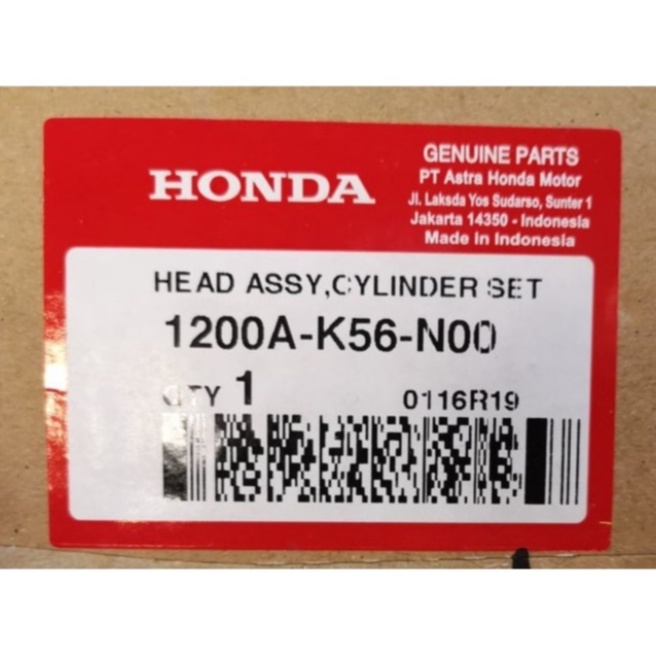 HONDA
GENUINE PARTS
PT Astra Honda Motor
Jl. Laksda Yos Sudarso, Sunter 1
Jakarta 14350 - Indonesia
Made in Indonesia
HEAD ASSY,CYLINDER SET
1200A-K56-N00
QTY 1
0116R19